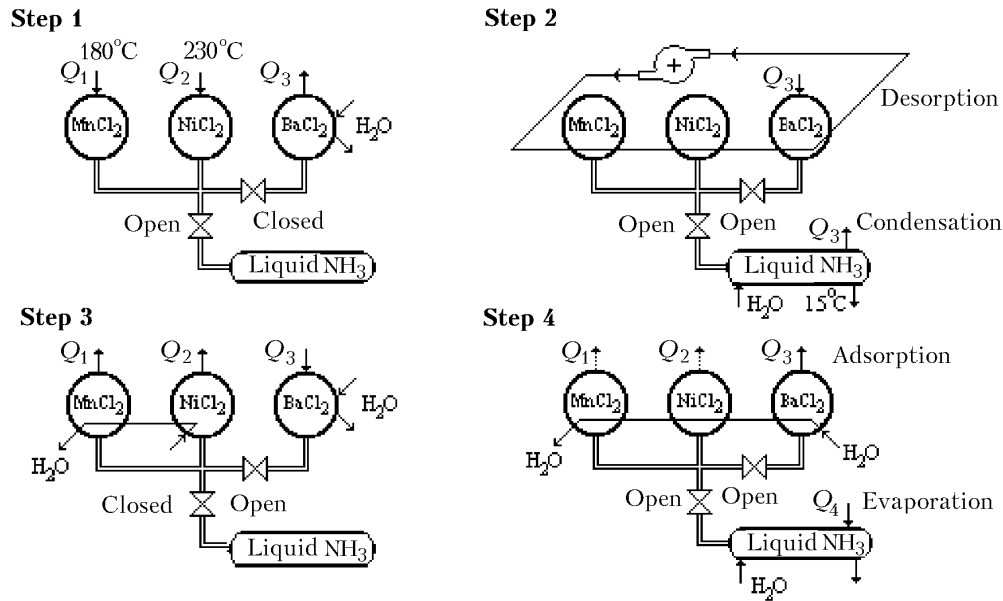 Step 1
180°C 230°C
Q₁ Q₂ Q₃
MnCl₂ NiCl₂ BaCl₂ H₂O
Open Closed
Liquid NH₃
Step 2
+
Q₃
Desorption
MnCl₂ NiCl₂ BaCl₂
Open Open
Q₃ Condensation
Liquid NH₃
H₂O 15°C
Step 3
Q₁ Q₂ Q₃
MnCl₂ NiCl₂ BaCl₂ H₂O
H₂O
Closed Open
Liquid NH₃
Step 4
Q₁ Q₂ Q₃ Adsorption
MnCl₂ NiCl₂ BaCl₂
H₂O H₂O
Open Open
Q₄ Evaporation
Liquid NH₃
H₂O